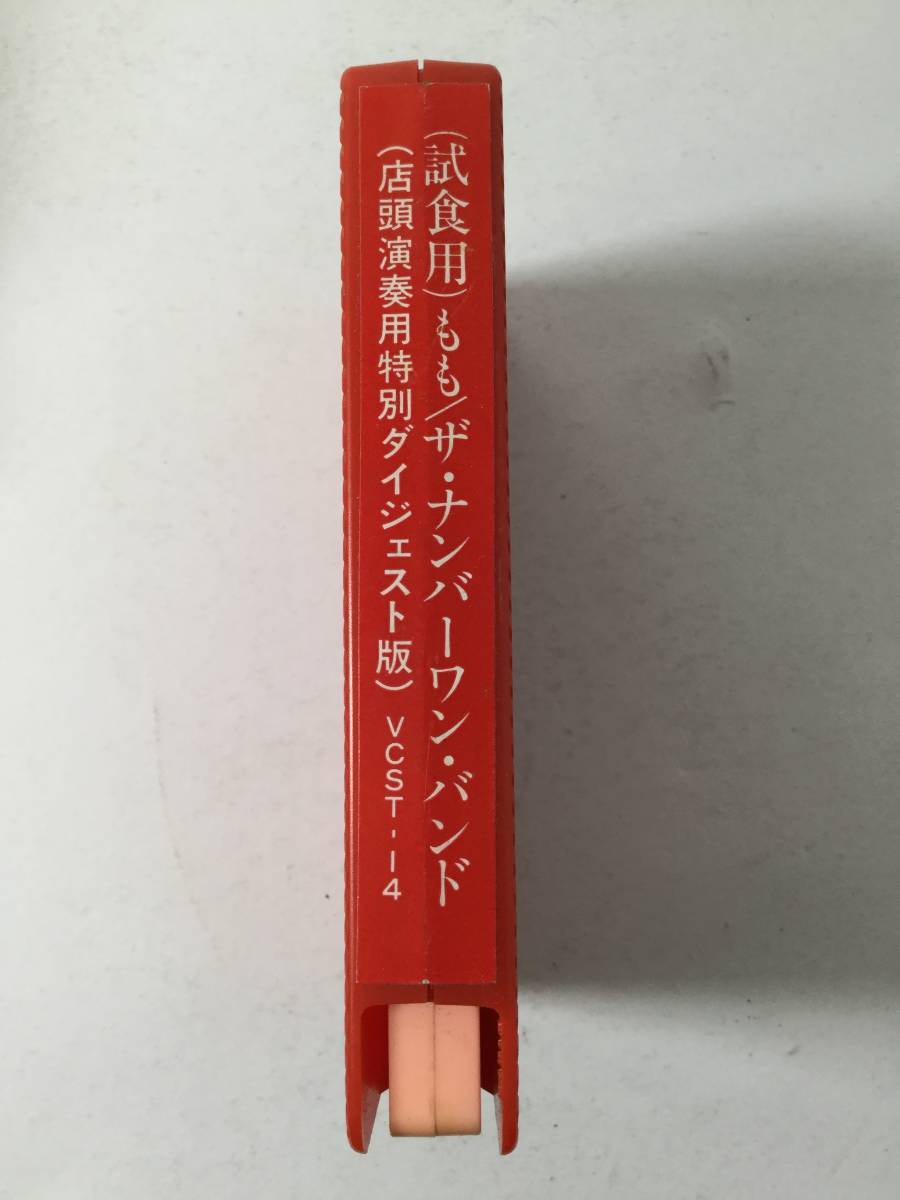 （試食用）もも/ザ・ナンバーワン・バンド
（店頭演奏用特別ダイジェスト版）VCST-14